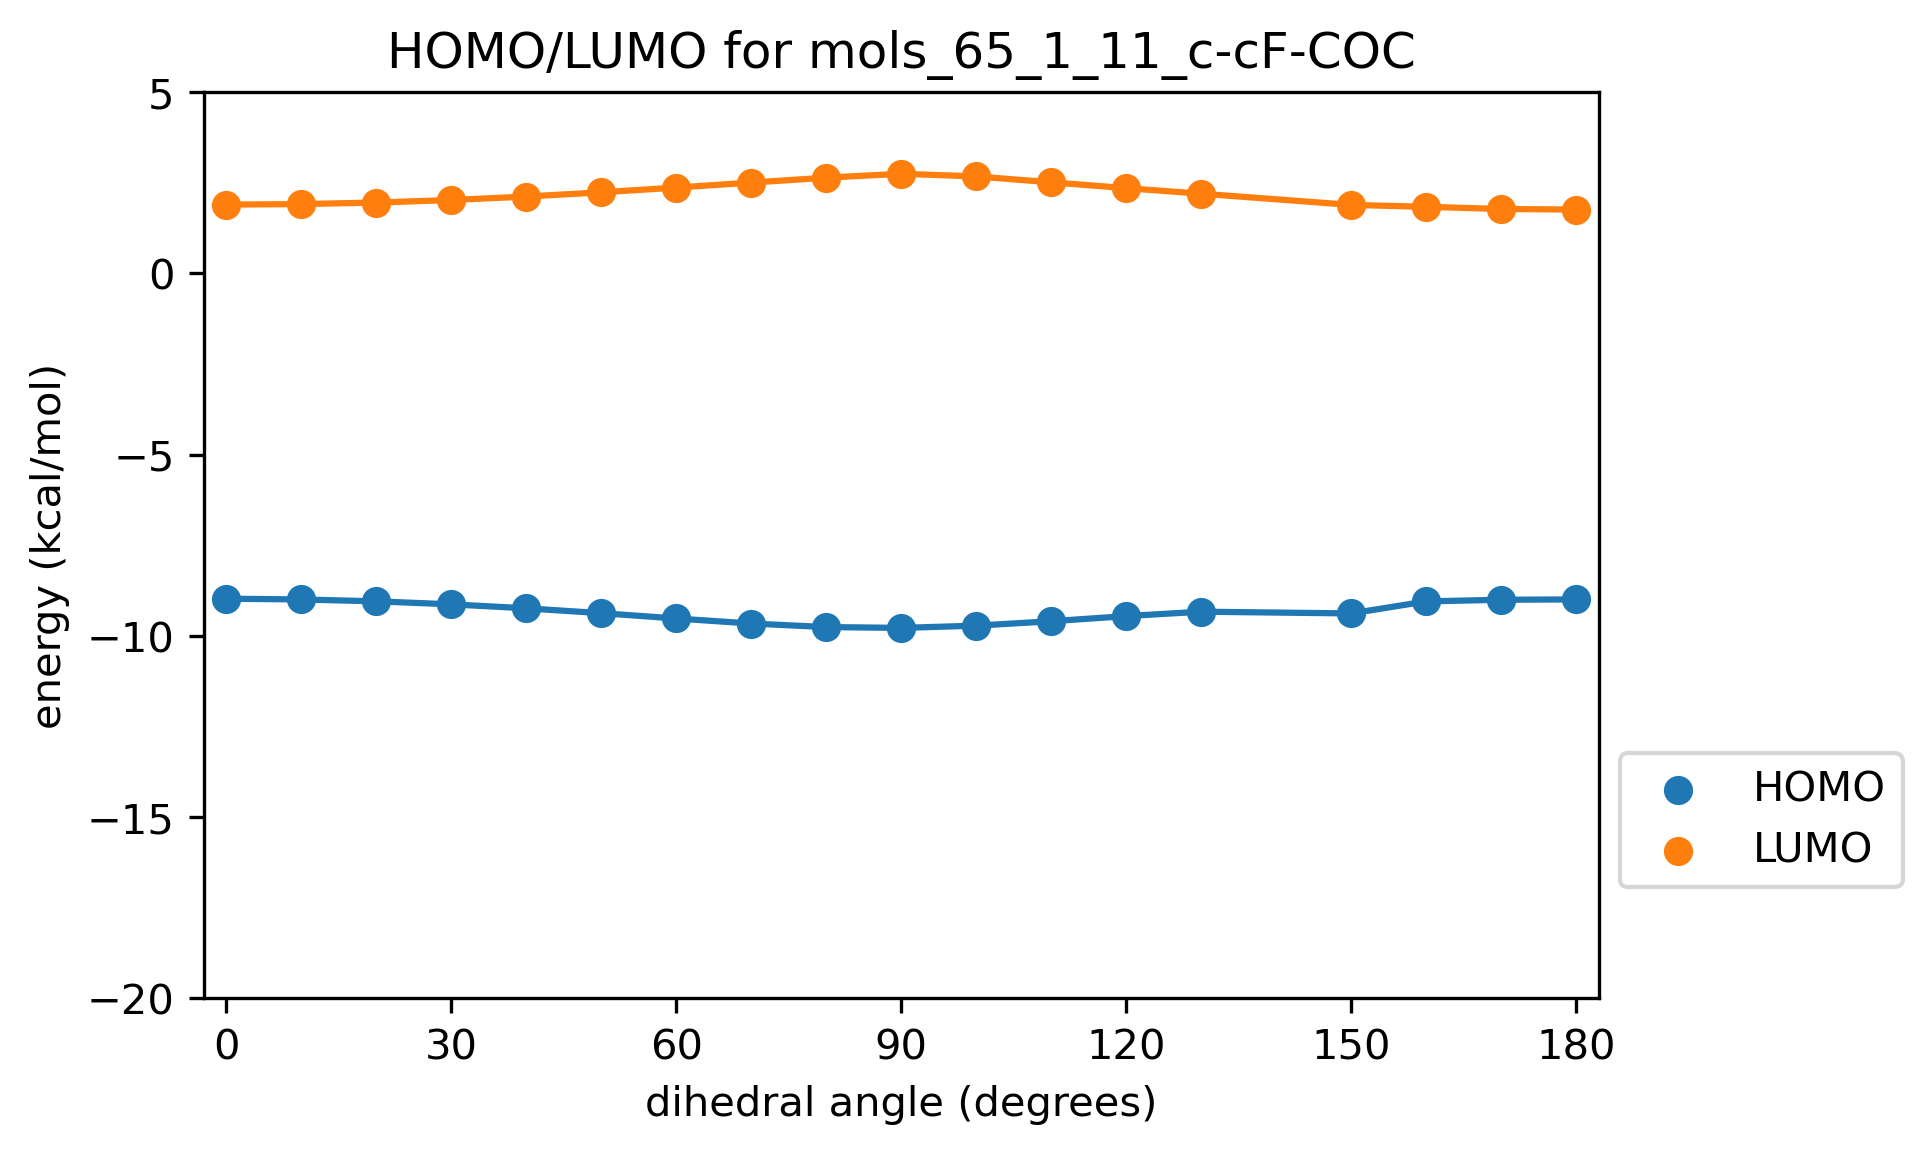 HOMO/LUMO for mols_65_1_11_c-cF-COC
5
0
−5
−10
−15
−20
energy (kcal/mol)
0 30 60 90 120 150 180
dihedral angle (degrees)
HOMO
LUMO